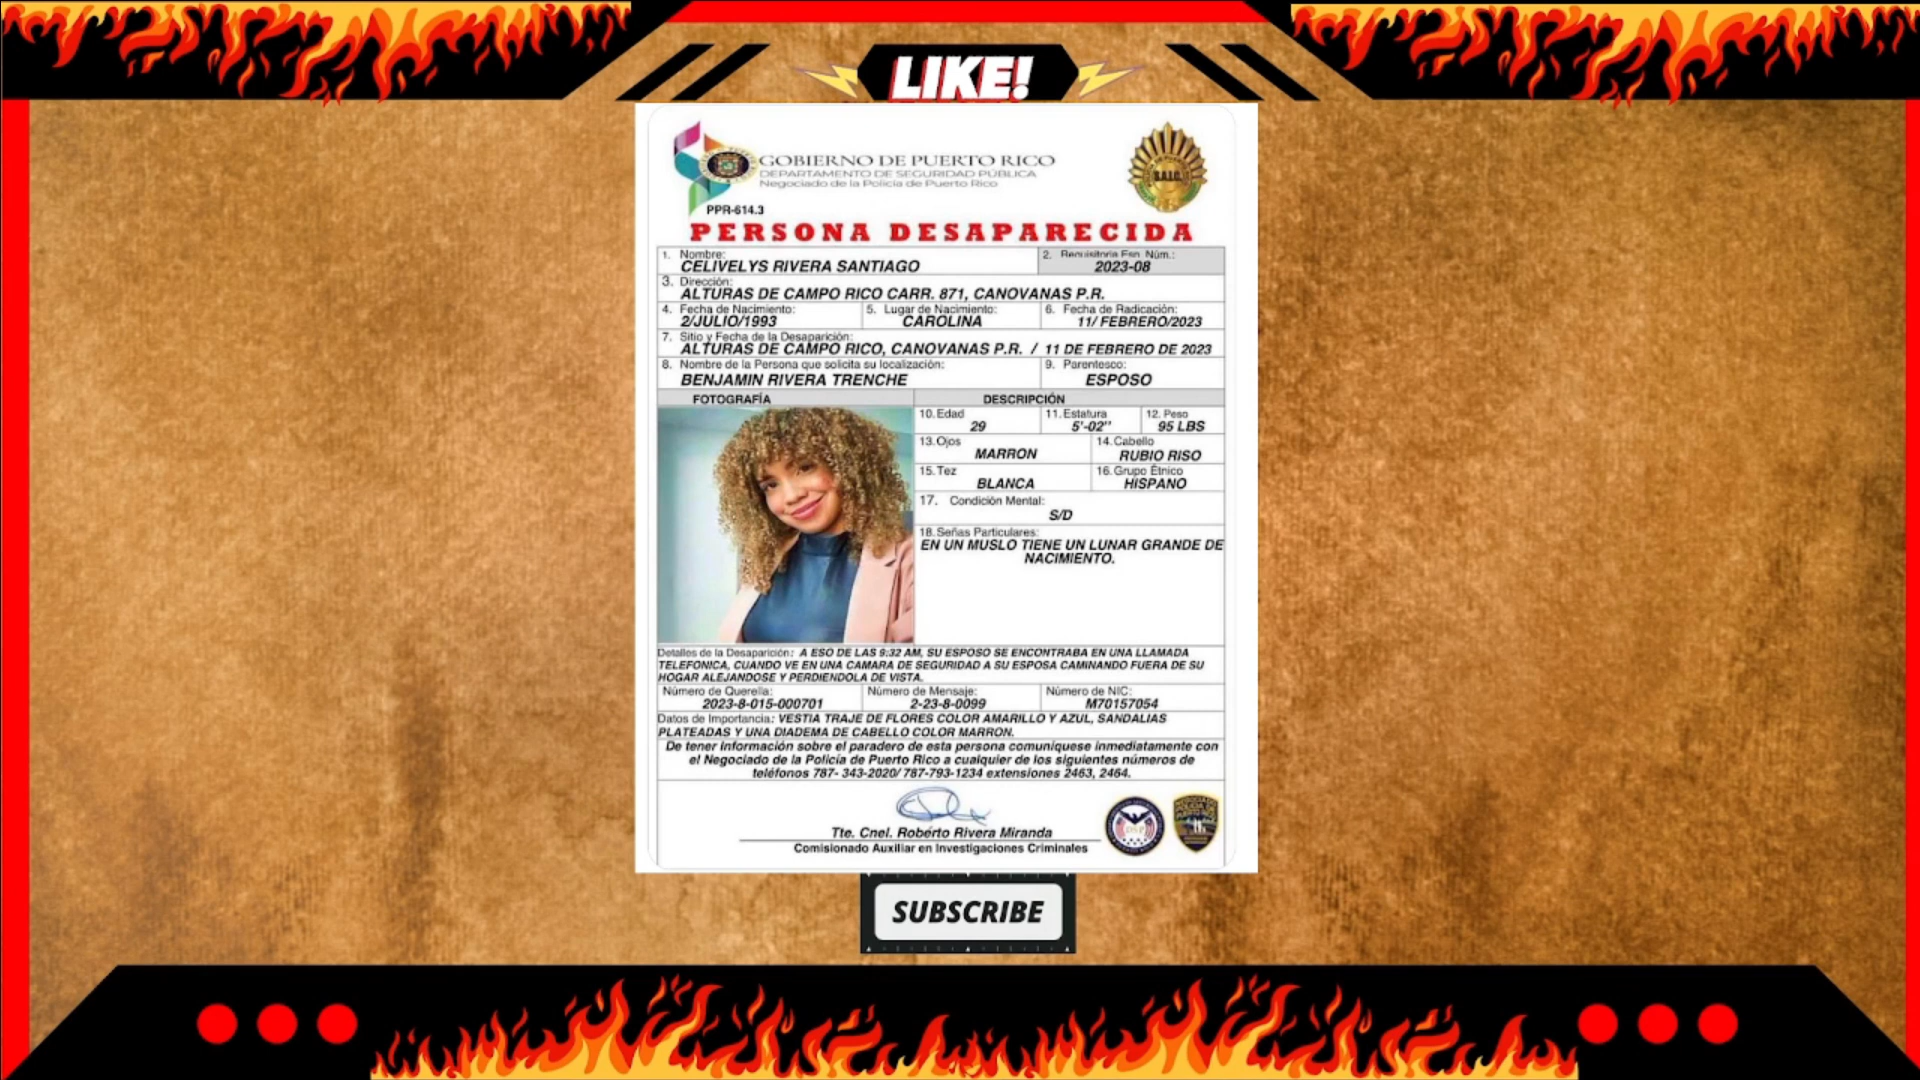 LIKE!
GOBIERNO DE PUERTO RICO
DEPARTAMENTO DE SEGURIDAD PÚBLICA
Negociado de la Policía de Puerto Rico
S.A.I.C.
PPR-614.3
PERSONA DESAPARECIDA
1. Nombre:
CELIVELYS RIVERA SANTIAGO
2. Requisitoria Esp. Núm.:
2023-08
3. Dirección:
ALTURAS DE CAMPO RICO CARR. 871, CANOVANAS P.R.
4. Fecha de Nacimiento:
2/JULIO/1993
5. Lugar de Nacimiento:
CAROLINA
6. Fecha de Radicación:
11/ FEBRERO/2023
7. Sitio y Fecha de la Desaparición:
ALTURAS DE CAMPO RICO, CANOVANAS P.R. / 11 DE FEBRERO DE 2023
8. Nombre de la Persona que solicita su localización:
BENJAMIN RIVERA TRENCHE
9. Parentesco:
ESPOSO
FOTOGRAFÍA
DESCRIPCIÓN
10. Edad
29
11. Estatura
5'-02"
12. Peso
95 LBS
13. Ojos
MARRON
14. Cabello
RUBIO RISO
15. Tez
BLANCA
16. Grupo Étnico
HISPANO
17. Condición Mental:
S/D
18. Señas Particulares:
EN UN MUSLO TIENE UN LUNAR GRANDE DE
NACIMIENTO.
Detalles de la Desaparición: A ESO DE LAS 9:32 AM, SU ESPOSO SE ENCONTRABA EN UNA LLAMADA
TELEFONICA, CUANDO VE EN UNA CAMARA DE SEGURIDAD A SU ESPOSA CAMINANDO FUERA DE SU
HOGAR ALEJANDOSE Y PERDIENDOLA DE VISTA.
Número de Querella:
2023-8-015-000701
Número de Mensaje:
2-23-8-0099
Número de NIC:
M70157054
Datos de Importancia: VESTIA TRAJE DE FLORES COLOR AMARILLO Y AZUL, SANDALIAS
PLATEADAS Y UNA DIADEMA DE CABELLO COLOR MARRON.
De tener información sobre el paradero de esta persona comuníquese inmediatamente con
el Negociado de la Policía de Puerto Rico a cualquier de los siguientes números de
teléfonos 787- 343-2020/ 787-793-1234 extensiones 2463, 2464.
Tte. Cnel. Roberto Rivera Miranda
Comisionado Auxiliar en Investigaciones Criminales
DSP
SUBSCRIBE